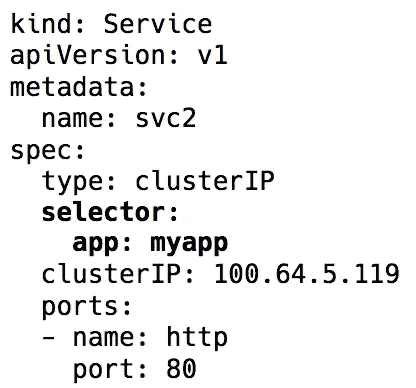 kind: Service
apiVersion: v1
metadata:
  name: svc2
spec:
  type: clusterIP
  selector:
    app: myapp
  clusterIP: 100.64.5.119
  ports:
  - name: http
    port: 80